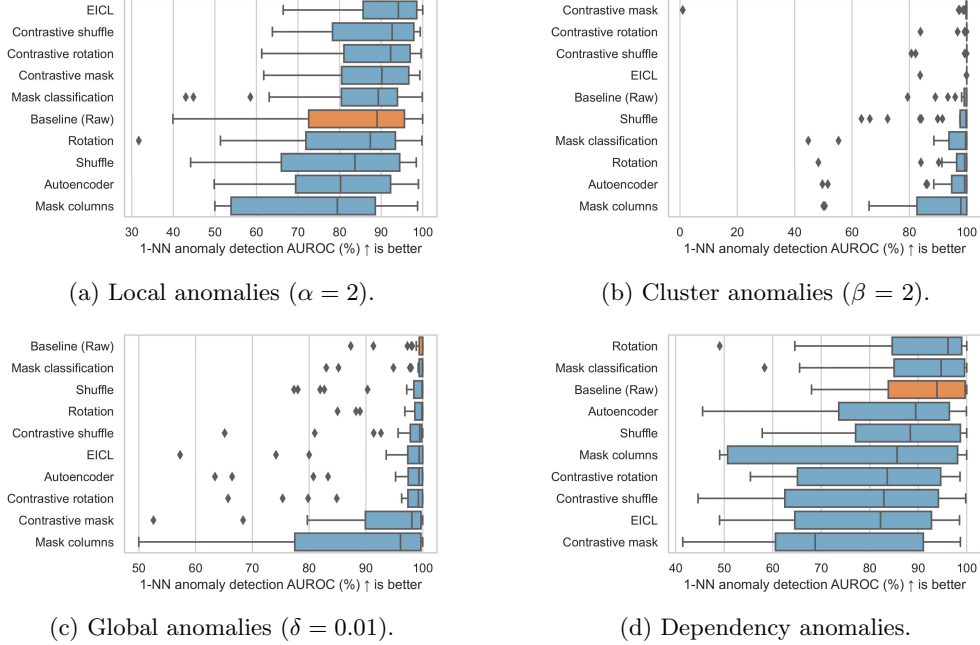 EICL
Contrastive shuffle
Contrastive rotation
Contrastive mask
Mask classification
Baseline (Raw)
Rotation
Shuffle
Autoencoder
Mask columns
30 40 50 60 70 80 90 100
1-NN anomaly detection AUROC (%) ↑ is better
(a) Local anomalies (α = 2).
Contrastive mask
Contrastive rotation
Contrastive shuffle
EICL
Baseline (Raw)
Shuffle
Mask classification
Rotation
Autoencoder
Mask columns
0 20 40 60 80 100
1-NN anomaly detection AUROC (%) ↑ is better
(b) Cluster anomalies (β = 2).
Baseline (Raw)
Mask classification
Shuffle
Rotation
Contrastive shuffle
EICL
Autoencoder
Contrastive rotation
Contrastive mask
Mask columns
50 60 70 80 90 100
1-NN anomaly detection AUROC (%) ↑ is better
(c) Global anomalies (δ = 0.01).
Rotation
Mask classification
Baseline (Raw)
Autoencoder
Shuffle
Mask columns
Contrastive rotation
Contrastive shuffle
EICL
Contrastive mask
40 50 60 70 80 90 100
1-NN anomaly detection AUROC (%) ↑ is better
(d) Dependency anomalies.